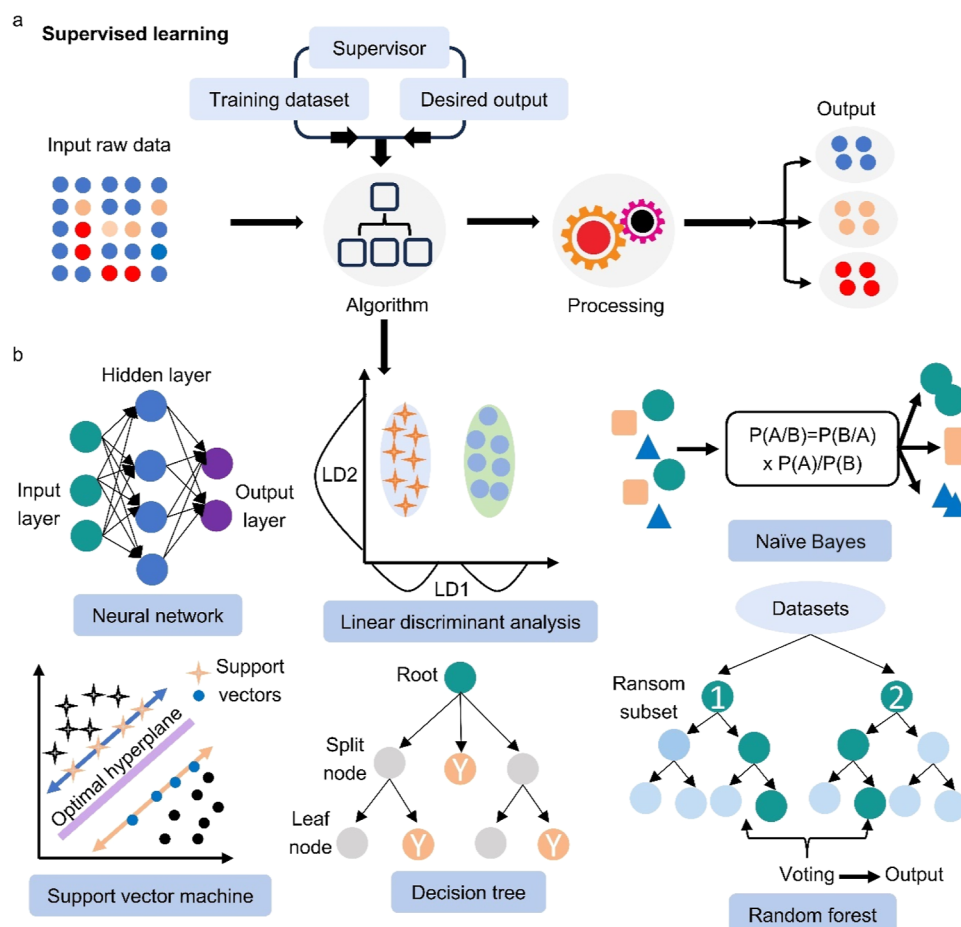 a
Supervised learning
Supervisor
Training dataset
Desired output
Input raw data
Output
Algorithm
Processing
b
Hidden layer
Input
layer
Output
layer
Neural network
LD2
LD1
Linear discriminant analysis
P(A/B)=P(B/A)
x P(A)/P(B)
Naïve Bayes
Support
vectors
Optimal hyperplane
Support vector machine
Root
Split
node
Y
Leaf
node
Y
Y
Decision tree
Datasets
Ransom
subset
1
2
Voting
Output
Random forest